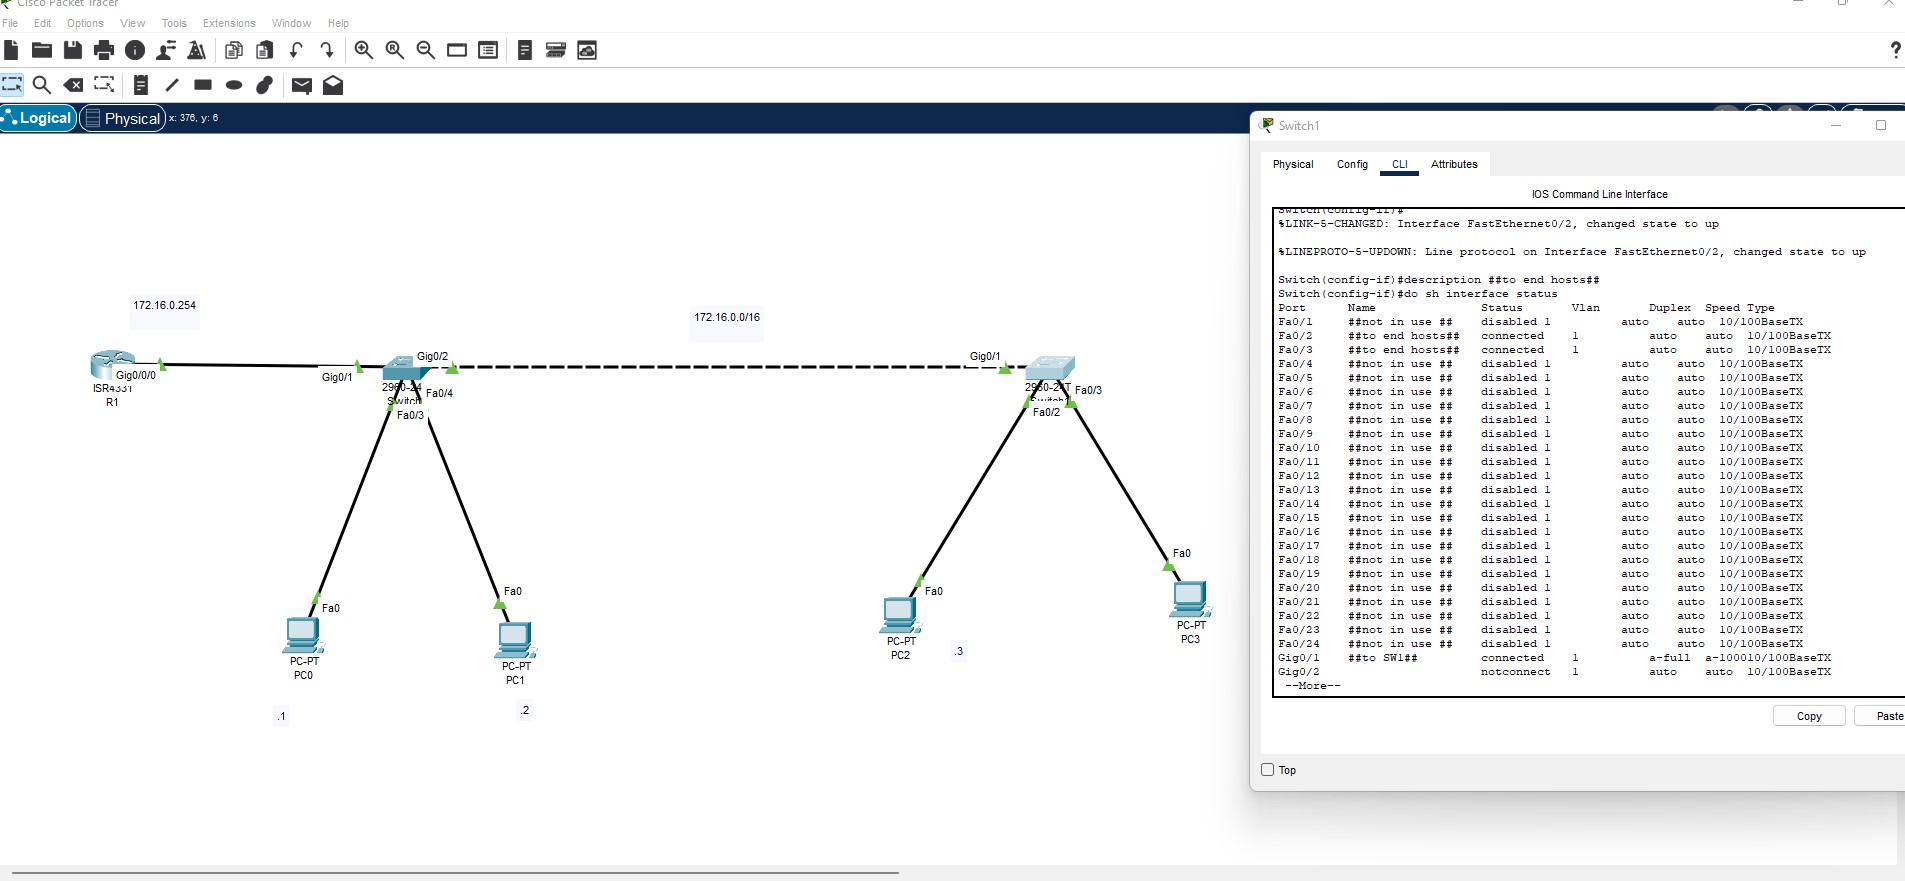 Cisco Packet Tracer
File Edit Options View Tools Extensions Window Help
?
Logical Physical x: 376, y: 6
172.16.0.254
172.16.0.0/16
Gig0/0/0
ISR4331
R1
Gig0/1
Gig0/2
2960-24
Switch
Fa0/4
Fa0/3
Gig0/1
2960-24T
Switch1
Fa0/3
Fa0/2
Fa0
PC-PT
PC0
.1
Fa0
PC-PT
PC1
.2
Fa0
PC-PT
PC2
.3
Fa0
PC-PT
PC3
Switch1
Physical Config CLI Attributes
IOS Command Line Interface
Switch(config-if)#
%LINK-5-CHANGED: Interface FastEthernet0/2, changed state to up
%LINEPROTO-5-UPDOWN: Line protocol on Interface FastEthernet0/2, changed state to up
Switch(config-if)#description ##to end hosts##
Switch(config-if)#do sh interface status
Port Name Status Vlan Duplex Speed Type
Fa0/1 ##not in use ## disabled 1 auto auto 10/100BaseTX
Fa0/2 ##to end hosts## connected 1 auto auto 10/100BaseTX
Fa0/3 ##to end hosts## connected 1 auto auto 10/100BaseTX
Fa0/4 ##not in use ## disabled 1 auto auto 10/100BaseTX
Fa0/5 ##not in use ## disabled 1 auto auto 10/100BaseTX
Fa0/6 ##not in use ## disabled 1 auto auto 10/100BaseTX
Fa0/7 ##not in use ## disabled 1 auto auto 10/100BaseTX
Fa0/8 ##not in use ## disabled 1 auto auto 10/100BaseTX
Fa0/9 ##not in use ## disabled 1 auto auto 10/100BaseTX
Fa0/10 ##not in use ## disabled 1 auto auto 10/100BaseTX
Fa0/11 ##not in use ## disabled 1 auto auto 10/100BaseTX
Fa0/12 ##not in use ## disabled 1 auto auto 10/100BaseTX
Fa0/13 ##not in use ## disabled 1 auto auto 10/100BaseTX
Fa0/14 ##not in use ## disabled 1 auto auto 10/100BaseTX
Fa0/15 ##not in use ## disabled 1 auto auto 10/100BaseTX
Fa0/16 ##not in use ## disabled 1 auto auto 10/100BaseTX
Fa0/17 ##not in use ## disabled 1 auto auto 10/100BaseTX
Fa0/18 ##not in use ## disabled 1 auto auto 10/100BaseTX
Fa0/19 ##not in use ## disabled 1 auto auto 10/100BaseTX
Fa0/20 ##not in use ## disabled 1 auto auto 10/100BaseTX
Fa0/21 ##not in use ## disabled 1 auto auto 10/100BaseTX
Fa0/22 ##not in use ## disabled 1 auto auto 10/100BaseTX
Fa0/23 ##not in use ## disabled 1 auto auto 10/100BaseTX
Fa0/24 ##not in use ## disabled 1 auto auto 10/100BaseTX
Gig0/1 ##to SW1## connected 1 a-full a-100010/100BaseTX
Gig0/2 notconnect 1 auto auto 10/100BaseTX
--More--
Copy Paste
Top